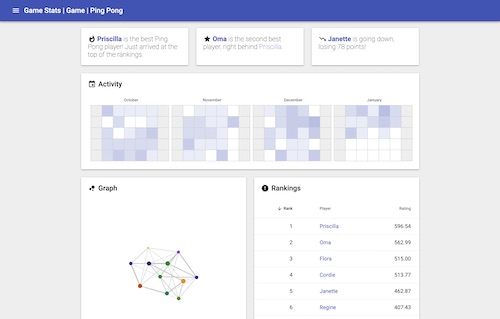 Game Stats | Game | Ping Pong
Priscilla is the best Ping
Pong player! Just arrived at
the top of the rankings.
Oma is the second best
player, right behind Priscilla.
Janette is going down,
losing 78 points!
Activity
October November December January
Graph
Rankings
Rank Player Rating
1 Priscilla 596.54
2 Oma 562.99
3 Flora 515.00
4 Cordie 513.77
5 Janette 462.87
6 Regine 407.43